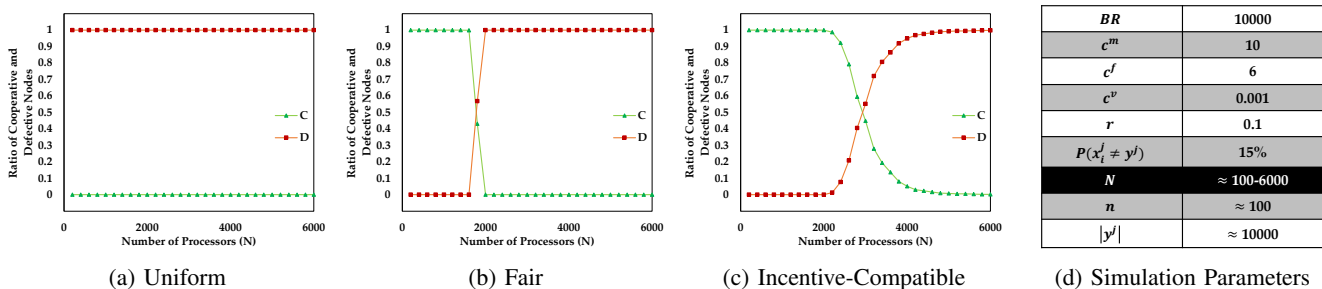 Ratio of Cooperative and
Defective Nodes
1
0.9
0.8
0.7
0.6
0.5
0.4
0.3
0.2
0.1
0
0 2000 4000 6000
Number of Processors (N)
C
D
(a) Uniform
Ratio of Cooperative and
Defective Nodes
1
0.9
0.8
0.7
0.6
0.5
0.4
0.3
0.2
0.1
0
0 2000 4000 6000
Number of Processors (N)
C
D
(b) Fair
Ratio of Cooperative and
Defective Nodes
1
0.9
0.8
0.7
0.6
0.5
0.4
0.3
0.2
0.1
0
0 2000 4000 6000
Number of Processors (N)
C
D
(c) Incentive-Compatible
BR 10000
c^m 10
c^f 6
c^v 0.001
r 0.1
P(x_i^j ≠ y^j) 15%
N ≈ 100-6000
n ≈ 100
|y^j| ≈ 10000
(d) Simulation Parameters